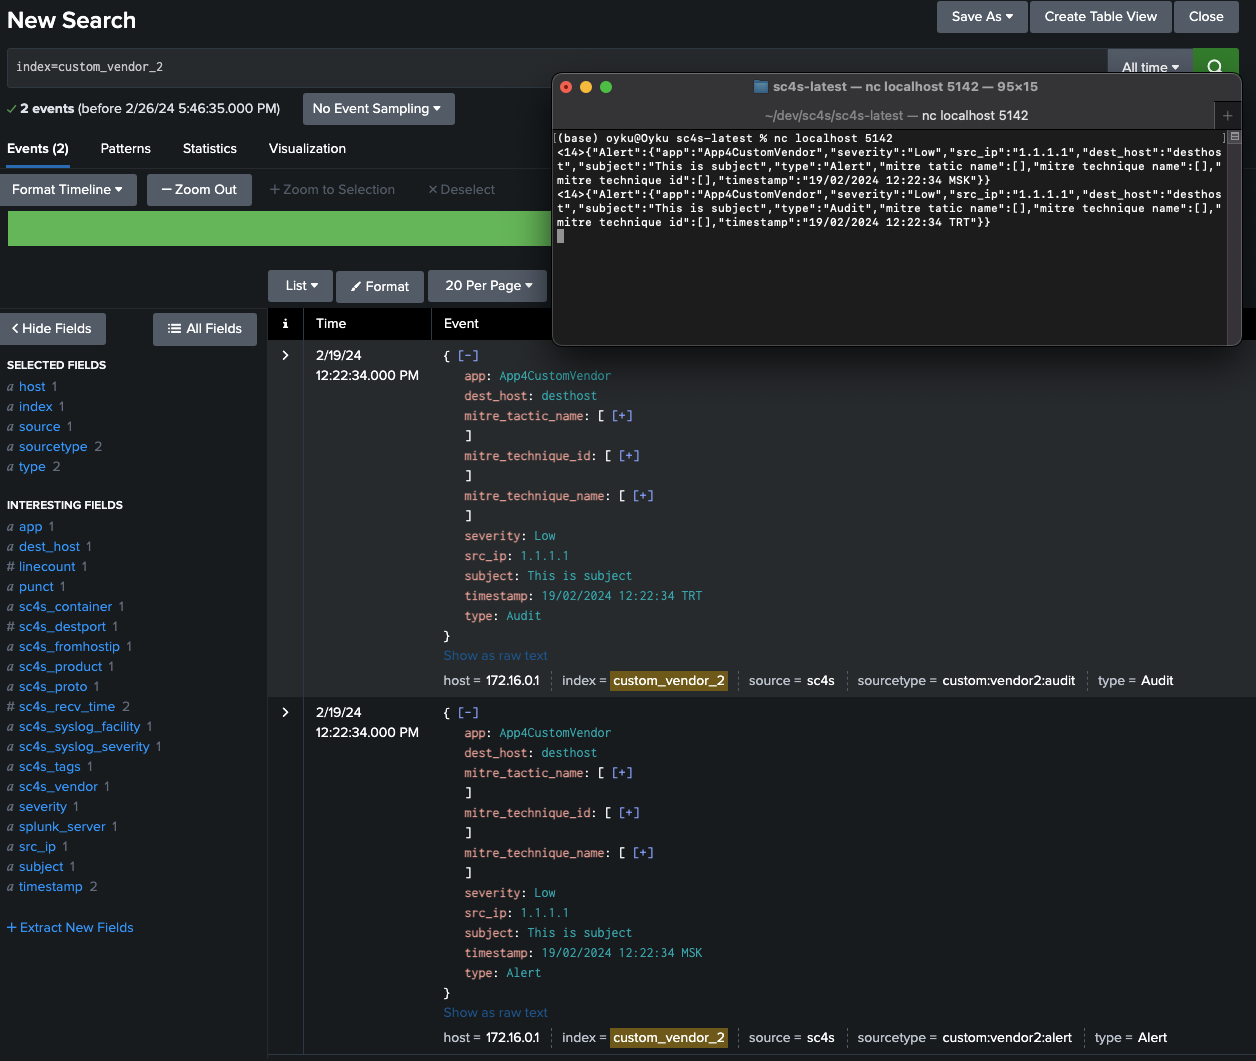 New Search
Save As ▾ Create Table View Close
index=custom_vendor_2
All time ▾
✓ 2 events (before 2/26/24 5:46:35.000 PM) No Event Sampling ▾
sc4s-latest — nc localhost 5142 — 95×15
~/dev/sc4s/sc4s-latest — nc localhost 5142 +
[(base) oyku@Oyku sc4s-latest % nc localhost 5142 ]
<14>{"Alert":{"app":"App4CustomVendor","severity":"Low","src_ip":"1.1.1.1","dest_host":"desthos
t","subject":"This is subject","type":"Alert","mitre tatic name":[],"mitre technique name":[],"
mitre technique id":[],"timestamp":"19/02/2024 12:22:34 MSK"}}
<14>{"Alert":{"app":"App4CustomVendor","severity":"Low","src_ip":"1.1.1.1","dest_host":"desthos
t","subject":"This is subject","type":"Audit","mitre tatic name":[],"mitre technique name":[],"
mitre technique id":[],"timestamp":"19/02/2024 12:22:34 TRT"}}
Events (2) Patterns Statistics Visualization
Format Timeline ▾ — Zoom Out + Zoom to Selection × Deselect
List ▾ Format 20 Per Page ▾
< Hide Fields All Fields
SELECTED FIELDS
a host 1
a index 1
a source 1
a sourcetype 2
a type 2
INTERESTING FIELDS
a app 1
a dest_host 1
# linecount 1
a punct 1
a sc4s_container 1
# sc4s_destport 1
a sc4s_fromhostip 1
a sc4s_product 1
a sc4s_proto 1
# sc4s_recv_time 2
a sc4s_syslog_facility 1
a sc4s_syslog_severity 1
a sc4s_tags 1
a sc4s_vendor 1
a severity 1
a splunk_server 1
a src_ip 1
a subject 1
a timestamp 2
+ Extract New Fields
i Time Event
> 2/19/24
12:22:34.000 PM
{ [-]
app: App4CustomVendor
dest_host: desthost
mitre_tactic_name: [ [+]
]
mitre_technique_id: [ [+]
]
mitre_technique_name: [ [+]
]
severity: Low
src_ip: 1.1.1.1
subject: This is subject
timestamp: 19/02/2024 12:22:34 TRT
type: Audit
}
Show as raw text
host = 172.16.0.1 index = custom_vendor_2 source = sc4s sourcetype = custom:vendor2:audit type = Audit
> 2/19/24
12:22:34.000 PM
{ [-]
app: App4CustomVendor
dest_host: desthost
mitre_tactic_name: [ [+]
]
mitre_technique_id: [ [+]
]
mitre_technique_name: [ [+]
]
severity: Low
src_ip: 1.1.1.1
subject: This is subject
timestamp: 19/02/2024 12:22:34 MSK
type: Alert
}
Show as raw text
host = 172.16.0.1 index = custom_vendor_2 source = sc4s sourcetype = custom:vendor2:alert type = Alert